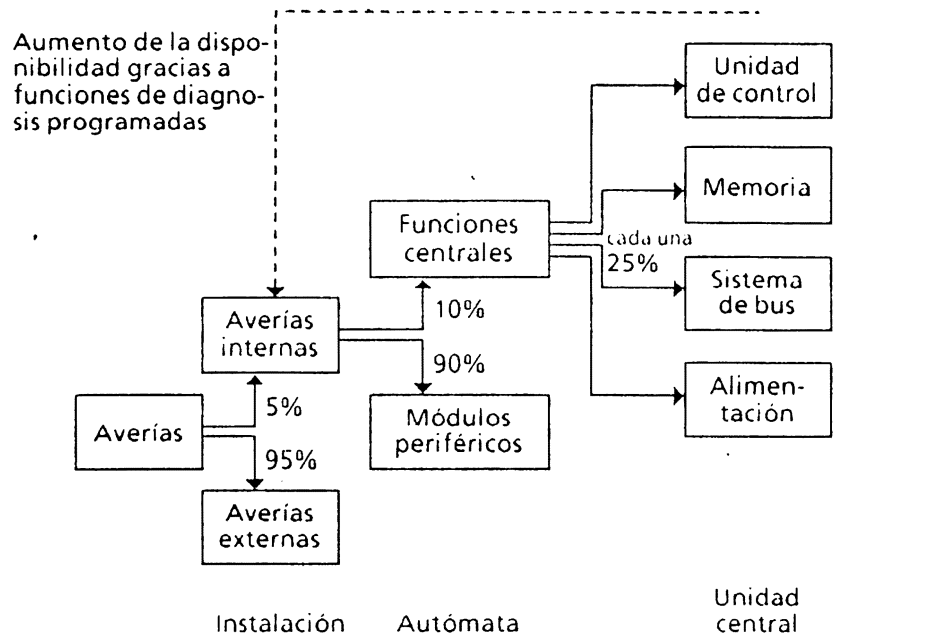 Aumento de la dispo-
nibilidad gracias a
funciones de diagno-
sis programadas
Unidad
de control
Memoria
Funciones
centrales
cada una
25%
Sistema
de bus
Averías
internas
10%
90%
Alimen-
tación
Averías
5%
95%
Módulos
periféricos
Averías
externas
Instalación
Autómata
Unidad
central